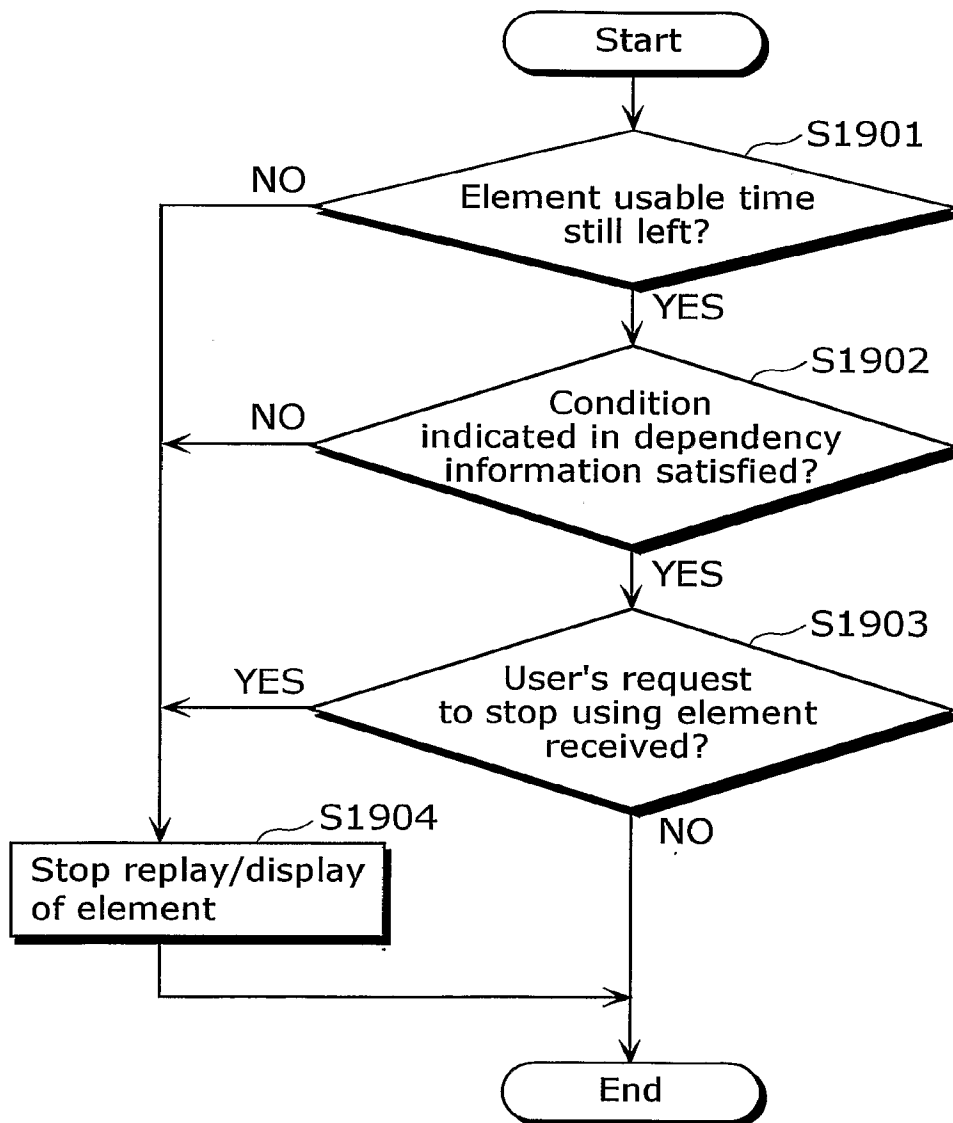 Start
S1901
NO
Element usable time
still left?
YES
S1902
NO
Condition
indicated in dependency
information satisfied?
YES
S1903
YES
User's request
to stop using element
received?
NO
S1904
Stop replay/display
of element
End